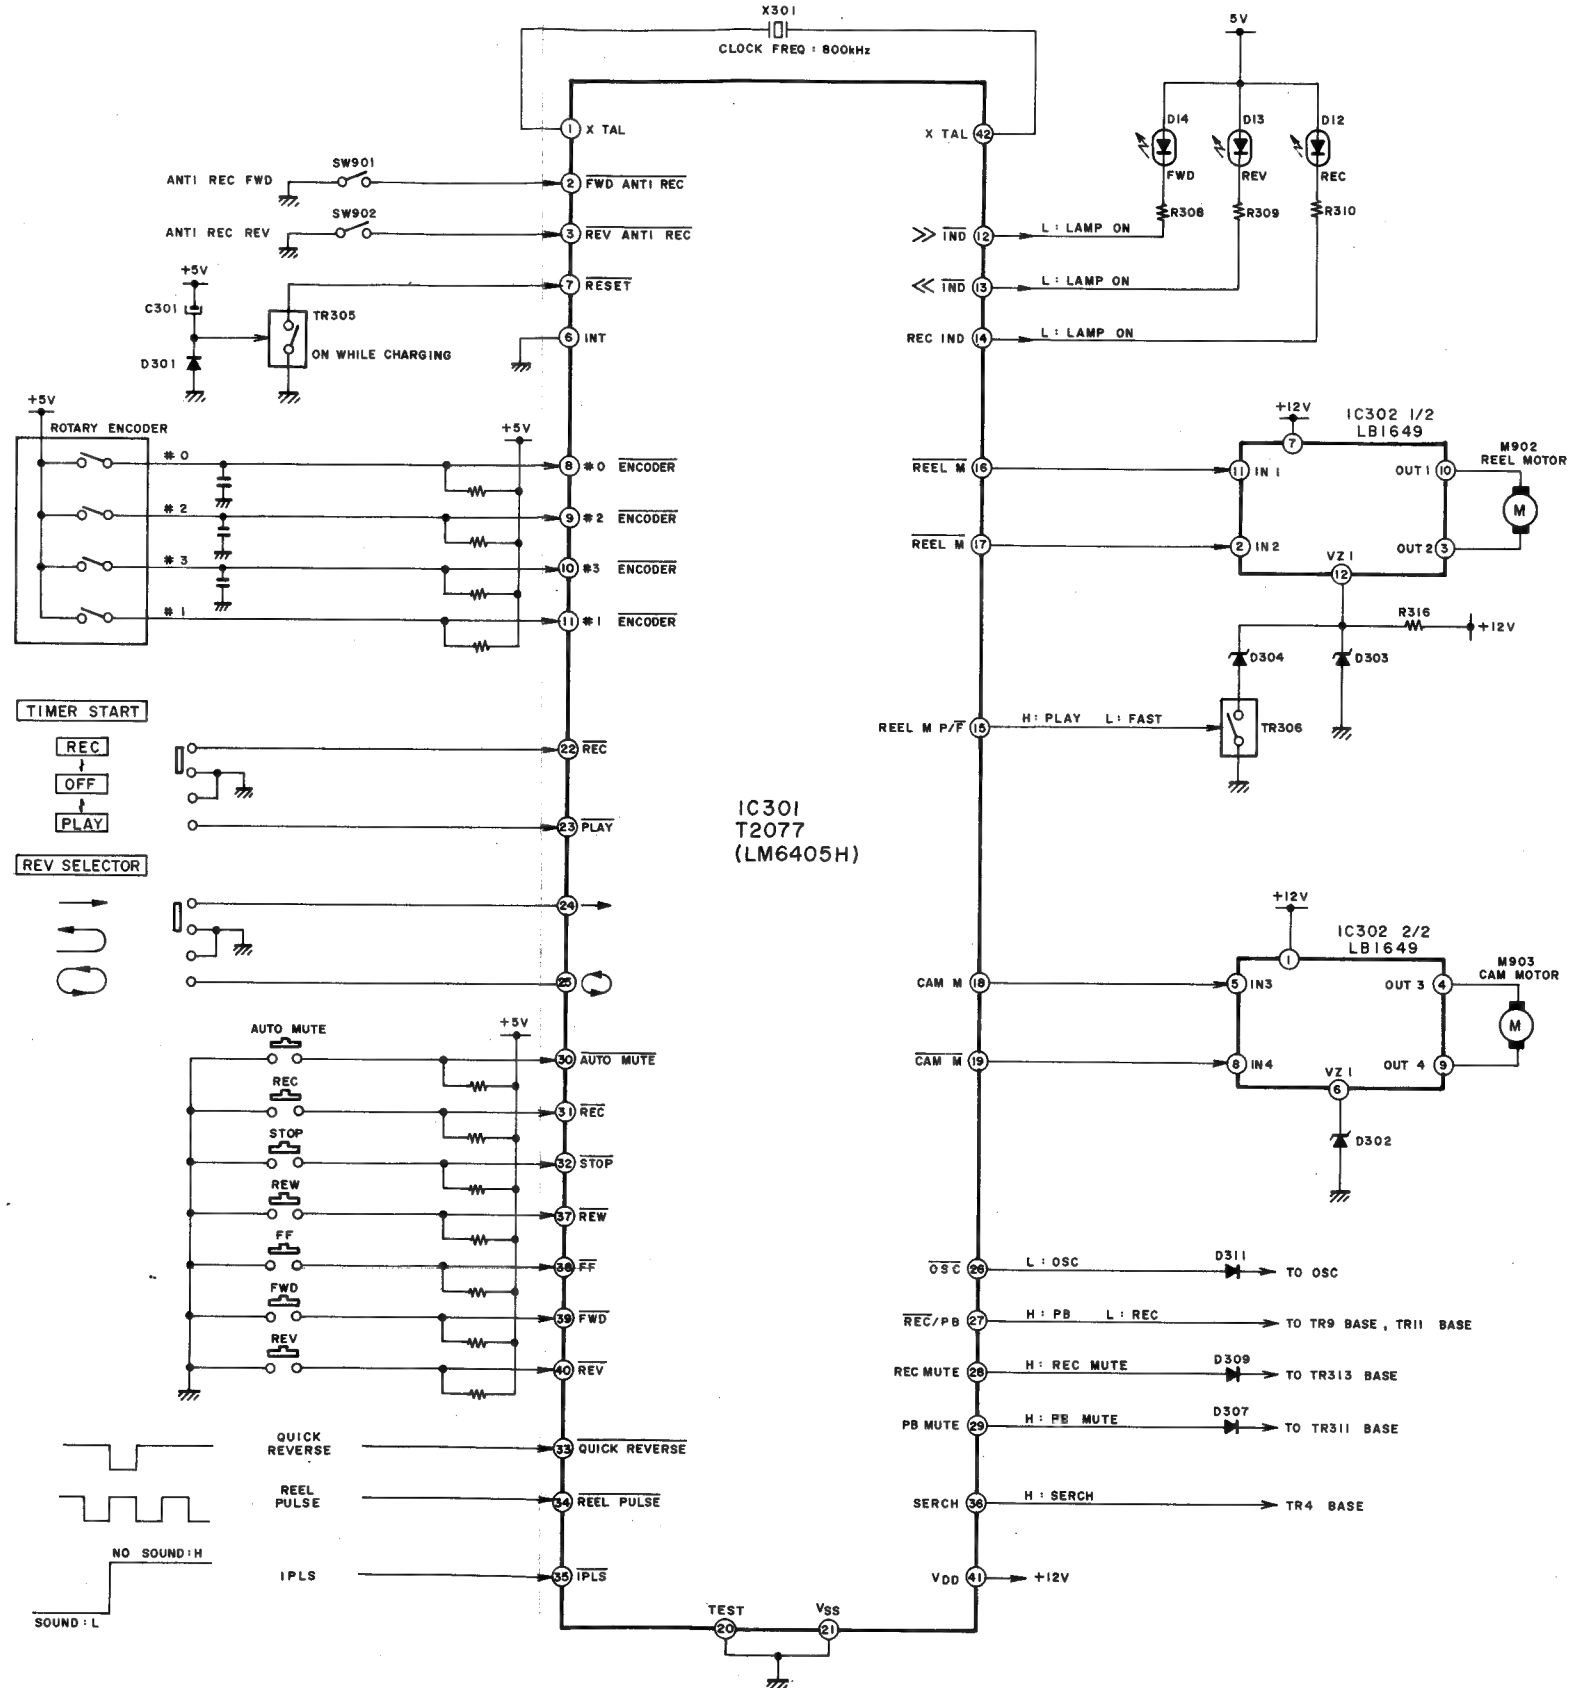 X301
CLOCK FREQ : 800kHz
5V
1 X TAL
X TAL 42
D14
D13
D12
FWD
REV
REC
R308
R309
R310
SW901
ANTI REC FWD
2 FWD ANTI REC
SW902
ANTI REC REV
3 REV ANTI REC
≫ IND 12
L : LAMP ON
+5V
C301
D301
TR305
ON WHILE CHARGING
7 RESET
≪ IND 13
L : LAMP ON
6 INT
REC IND 14
L : LAMP ON
+5V
ROTARY ENCODER
+5V
# 0
8 #0 ENCODER
# 2
9 #2 ENCODER
# 3
10 #3 ENCODER
# 1
11 #1 ENCODER
+12V
IC302 1/2
LB1649
7
M902
REEL MOTOR
REEL M 16
11 IN 1
OUT 1 10
M
REEL M 17
2 IN2
OUT2 3
VZ 1
12
R316
+12V
D304
D303
TIMER START
REC
OFF
PLAY
22 REC
23 PLAY
REEL M P/F 15
H : PLAY L : FAST
TR306
IC301
T2077
(LM6405H)
REV SELECTOR
24
25
+12V
IC302 2/2
LB1649
1
M903
CAM MOTOR
CAM M 18
5 IN3
OUT 3 4
M
CAM M 19
8 IN4
OUT 4 9
VZ 1
6
D302
+5V
AUTO MUTE
30 AUTO MUTE
REC
31 REC
STOP
32 STOP
REW
37 REW
FF
38 FF
FWD
39 FWD
REV
40 REV
OSC 26
L : OSC
D311
TO OSC
REC/PB 27
H : PB L : REC
TO TR9 BASE , TR11 BASE
REC MUTE 28
H : REC MUTE
D309
TO TR313 BASE
PB MUTE 29
H : PB MUTE
D307
TO TR311 BASE
QUICK
REVERSE
33 QUICK REVERSE
REEL
PULSE
34 REEL PULSE
SERCH 36
H : SERCH
TR4 BASE
NO SOUND : H
SOUND : L
IPLS
35 IPLS
VDD 41
+12V
TEST
20
VSS
21